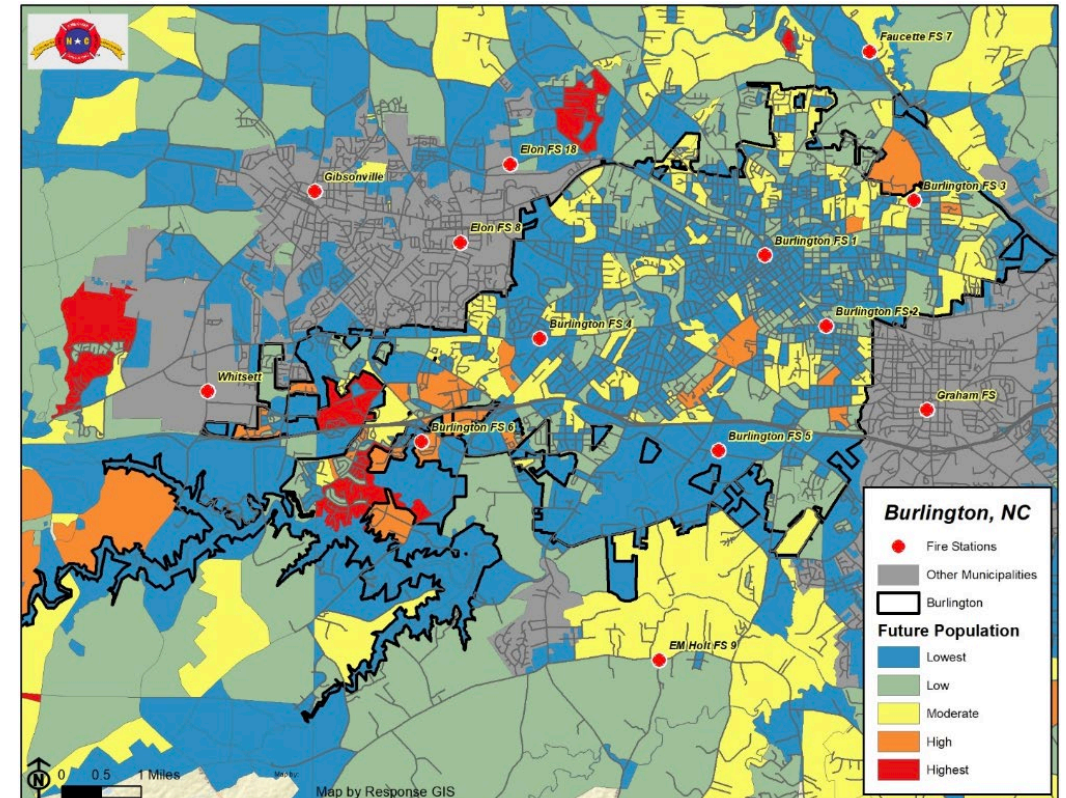 N C
Faucette FS 7
Elon FS 18
Gibsonville
Burlington FS 3
Elon FS 8
Burlington FS 1
Burlington FS 2
Burlington FS 4
Whitsett
Graham FS
Burlington FS 6
Burlington FS 5
EM Holt FS 9
Burlington, NC
Fire Stations
Other Municipalities
Burlington
Future Population
Lowest
Low
Moderate
High
Highest
N
0 0.5 1 Miles
Map by:
Map by Response GIS